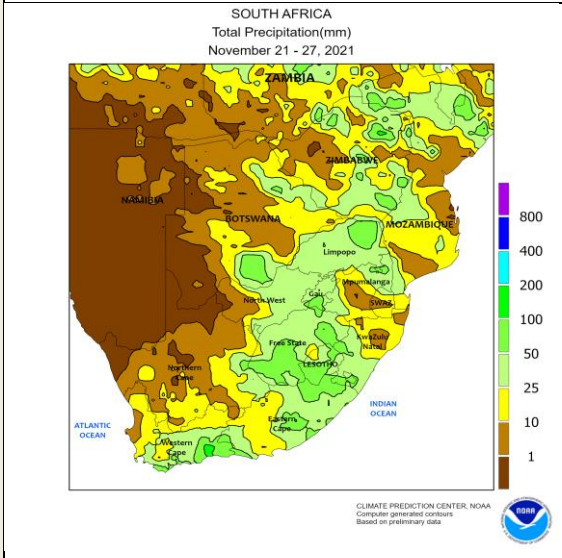 SOUTH AFRICA
Total Precipitation(mm)
November 21 - 27, 2021
ZAMBIA
ZIMBABWE
NAMIBIA
BOTSWANA
MOZAMBIQUE
Limpopo
Mpumalanga
North West
Gau
SWAZ
Free State
KwaZulu
Natal
LESOTHO
Northern
Cape
INDIAN
OCEAN
ATLANTIC
OCEAN
Eastern
Cape
Western
Cape
800
400
200
100
50
25
10
1
CLIMATE PREDICTION CENTER, NOAA
Computer generated contours
Based on preliminary data
NOAA